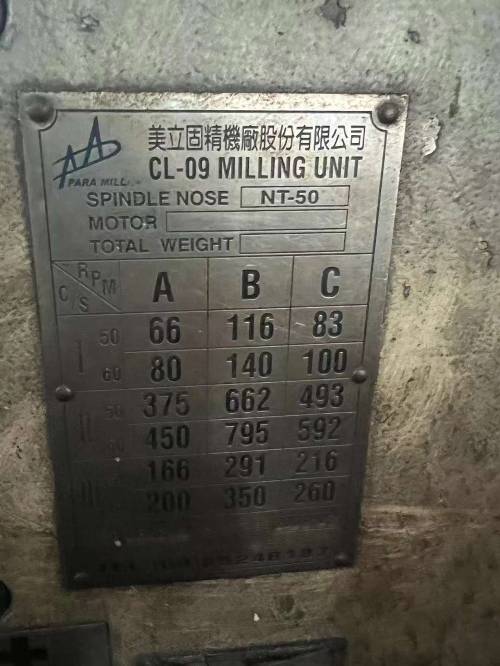 美立固精機廠股份有限公司
PARA MILL
CL-09 MILLING UNIT
SPINDLE NOSE NT-50
MOTOR
TOTAL WEIGHT
C/S RPM A B C
I 50 66 116 83
60 80 140 100
II 50 375 662 493
450 795 592
III 166 291 216
200 350 260